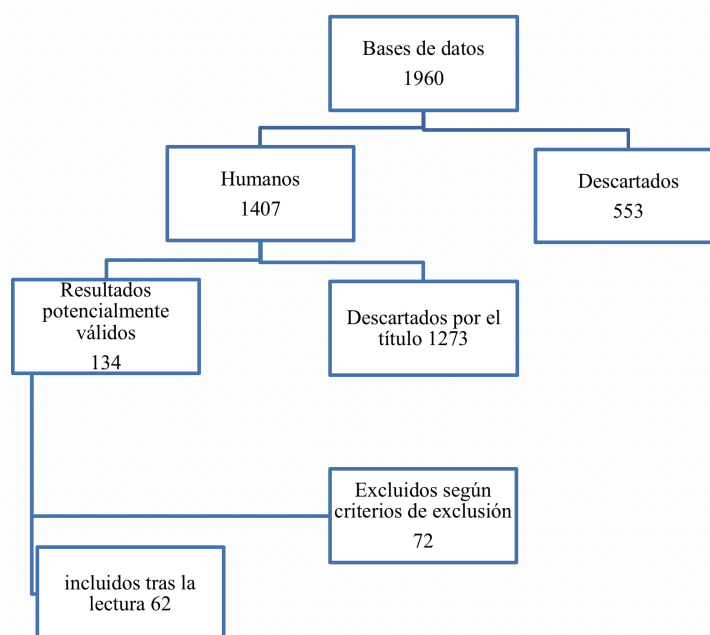 Bases de datos
1960
Humanos
1407
Descartados
553
Resultados
potencialmente
válidos
134
Descartados por el
título 1273
Excluidos según
criterios de exclusión
72
incluidos tras la
lectura 62